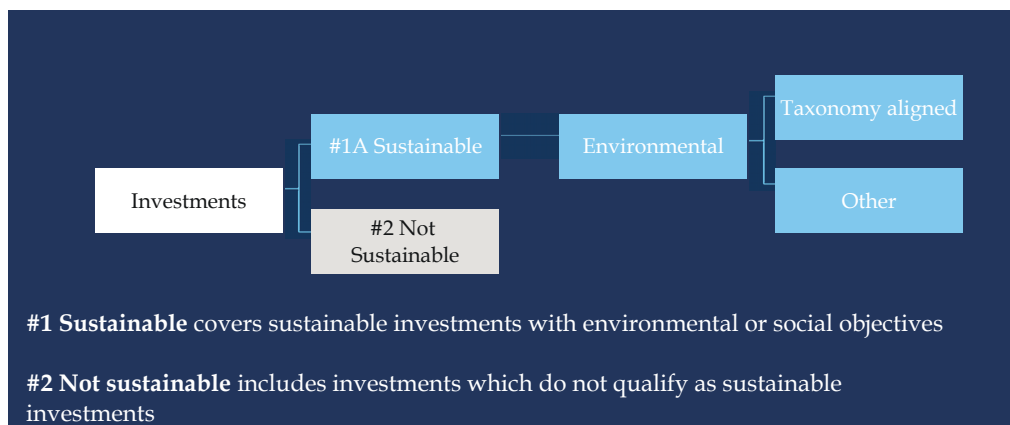 Taxonomy aligned
#1A Sustainable
Environmental
Investments
Other
#2 Not
Sustainable
#1 Sustainable covers sustainable investments with environmental or social objectives
#2 Not sustainable includes investments which do not qualify as sustainable
investments